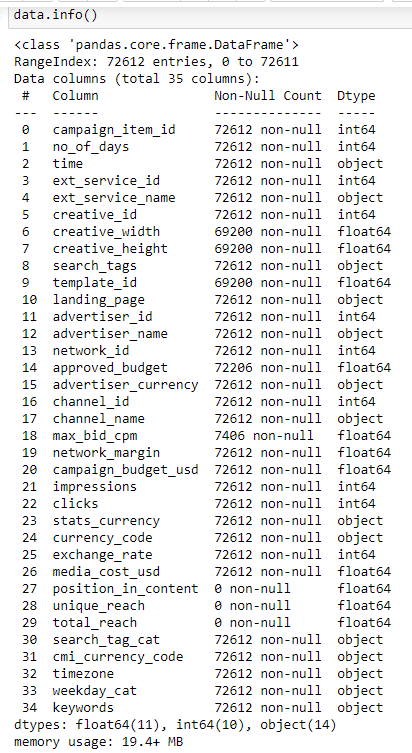 data.info()
<class 'pandas.core.frame.DataFrame'>
RangeIndex: 72612 entries, 0 to 72611
Data columns (total 35 columns):
 #   Column              Non-Null Count  Dtype
---  ------              --------------  -----
 0   campaign_item_id    72612 non-null  int64
 1   no_of_days          72612 non-null  int64
 2   time                72612 non-null  object
 3   ext_service_id      72612 non-null  int64
 4   ext_service_name    72612 non-null  object
 5   creative_id         72612 non-null  int64
 6   creative_width      69200 non-null  float64
 7   creative_height     69200 non-null  float64
 8   search_tags         72612 non-null  object
 9   template_id         69200 non-null  float64
 10  landing_page        72612 non-null  object
 11  advertiser_id       72612 non-null  int64
 12  advertiser_name     72612 non-null  object
 13  network_id          72612 non-null  int64
 14  approved_budget     72206 non-null  float64
 15  advertiser_currency 72612 non-null  object
 16  channel_id          72612 non-null  int64
 17  channel_name        72612 non-null  object
 18  max_bid_cpm         7406 non-null   float64
 19  network_margin      72612 non-null  float64
 20  campaign_budget_usd 72612 non-null  float64
 21  impressions         72612 non-null  int64
 22  clicks              72612 non-null  int64
 23  stats_currency      72612 non-null  object
 24  currency_code       72612 non-null  object
 25  exchange_rate       72612 non-null  int64
 26  media_cost_usd      72612 non-null  float64
 27  position_in_content 0 non-null      float64
 28  unique_reach        0 non-null      float64
 29  total_reach         0 non-null      float64
 30  search_tag_cat      72612 non-null  object
 31  cmi_currency_code   72612 non-null  object
 32  timezone            72612 non-null  object
 33  weekday_cat         72612 non-null  object
 34  keywords            72612 non-null  object
dtypes: float64(11), int64(10), object(14)
memory usage: 19.4+ MB